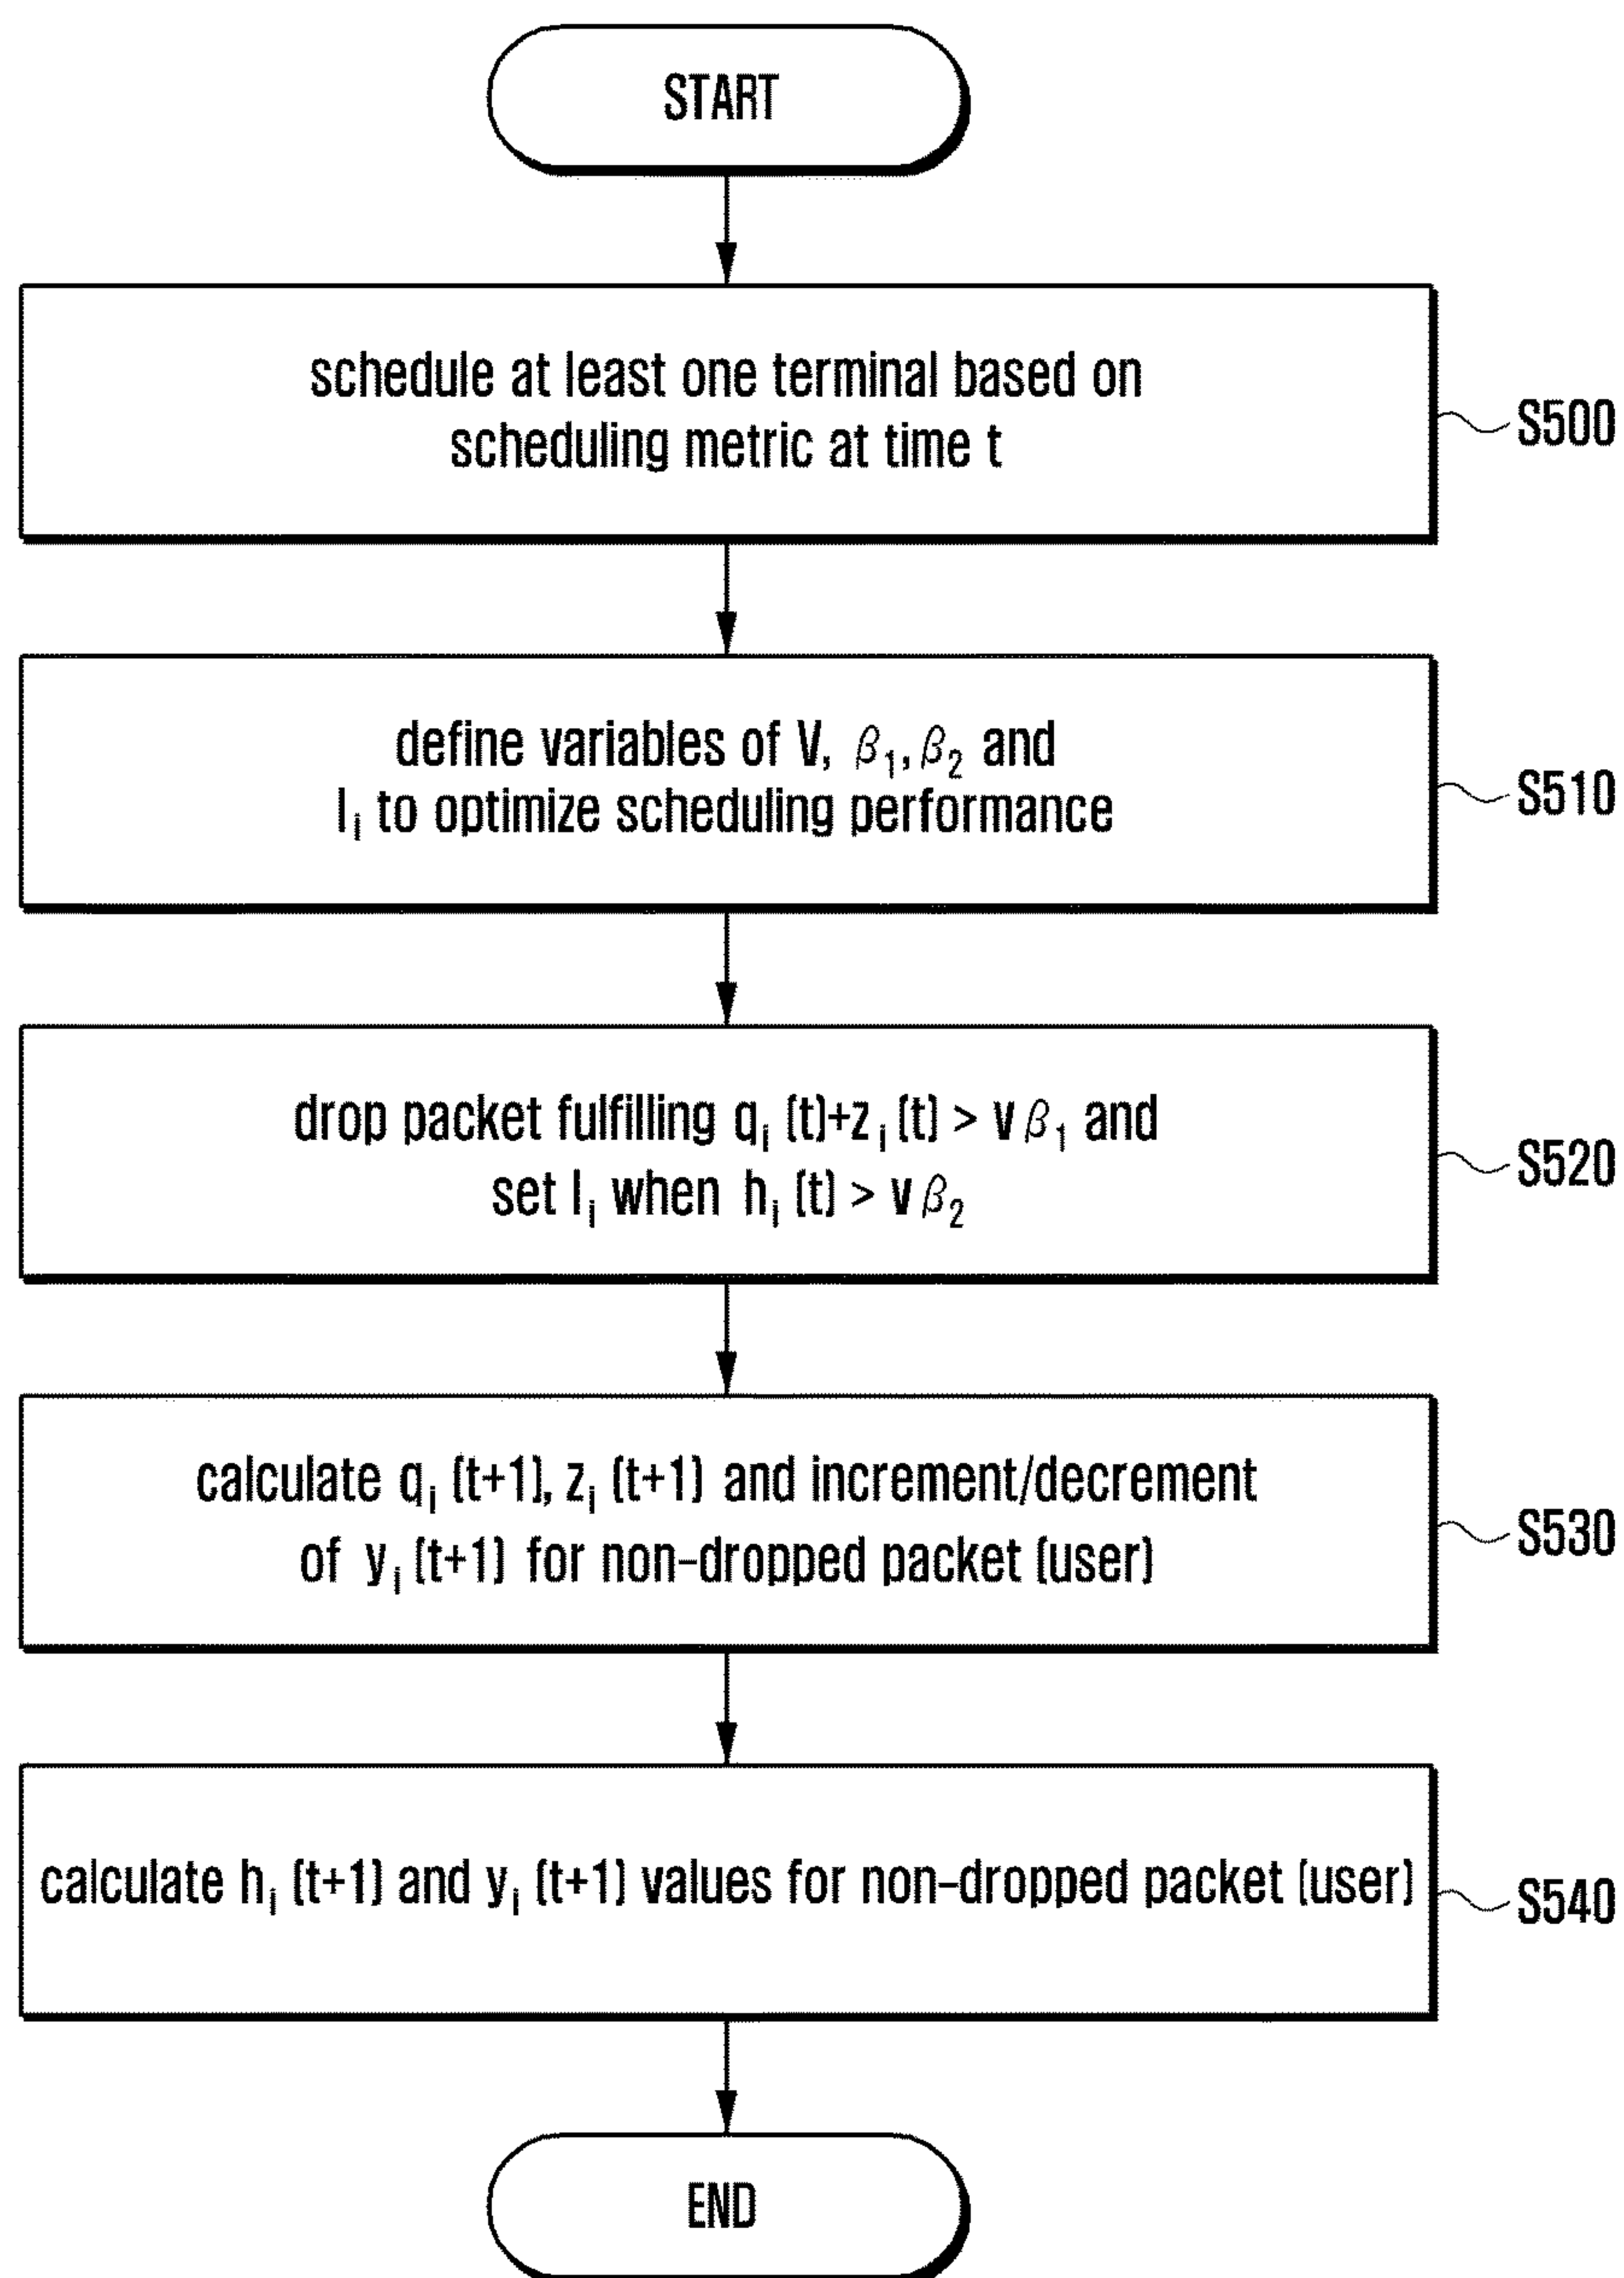 START
schedule at least one terminal based on
scheduling metric at time t
S500
define variables of V, β₁, β₂ and
lᵢ to optimize scheduling performance
S510
drop packet fulfilling qᵢ (t)+zᵢ (t) > vβ₁ and
set lᵢ when hᵢ (t) > vβ₂
S520
calculate qᵢ (t+1), zᵢ (t+1) and increment/decrement
of yᵢ (t+1) for non-dropped packet (user)
S530
calculate hᵢ (t+1) and yᵢ (t+1) values for non-dropped packet (user)
S540
END